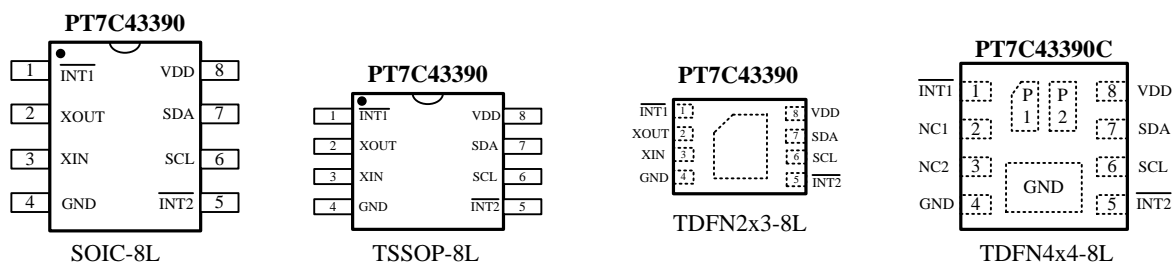 PT7C43390
1 INT1 VDD 8
2 XOUT SDA 7
3 XIN SCL 6
4 GND INT2 5
SOIC-8L
PT7C43390
1 INT1 VDD 8
2 XOUT SDA 7
3 XIN SCL 6
4 GND INT2 5
TSSOP-8L
PT7C43390
INT1 1 8 VDD
XOUT 2 7 SDA
XIN 3 6 SCL
GND 4 5 INT2
TDFN2x3-8L
PT7C43390C
INT1 1 P1 P2 8 VDD
NC1 2 7 SDA
NC2 3 6 SCL
GND 4 GND 5 INT2
TDFN4x4-8L